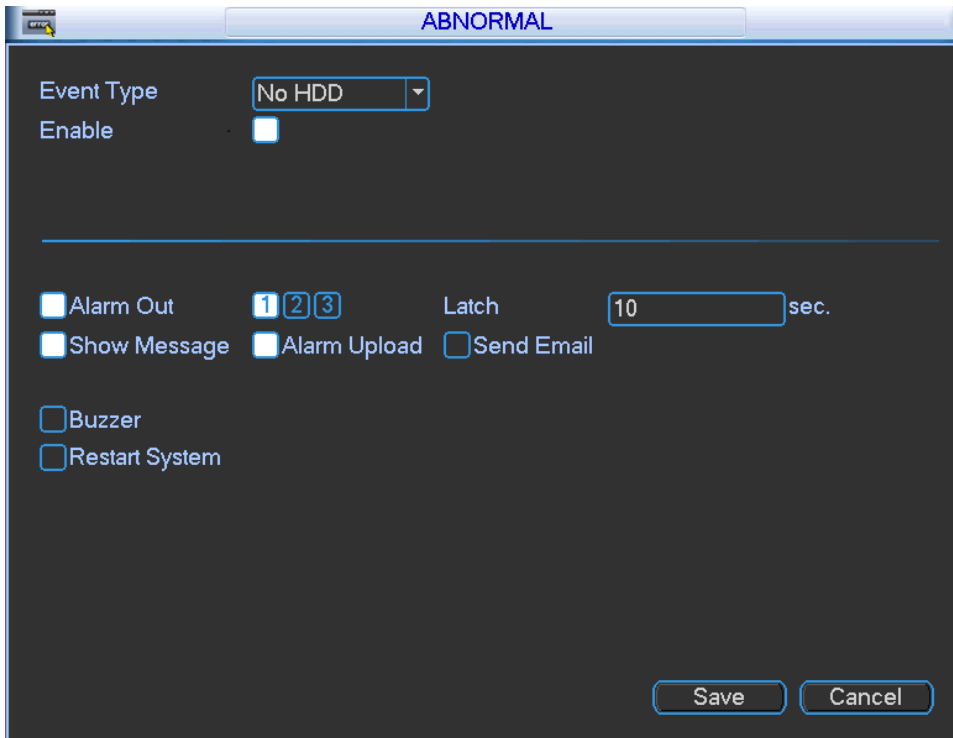 error
ABNORMAL
Event Type No HDD
Enable
Alarm Out 1 2 3 Latch 10 sec.
Show Message Alarm Upload Send Email
Buzzer
Restart System
Save Cancel